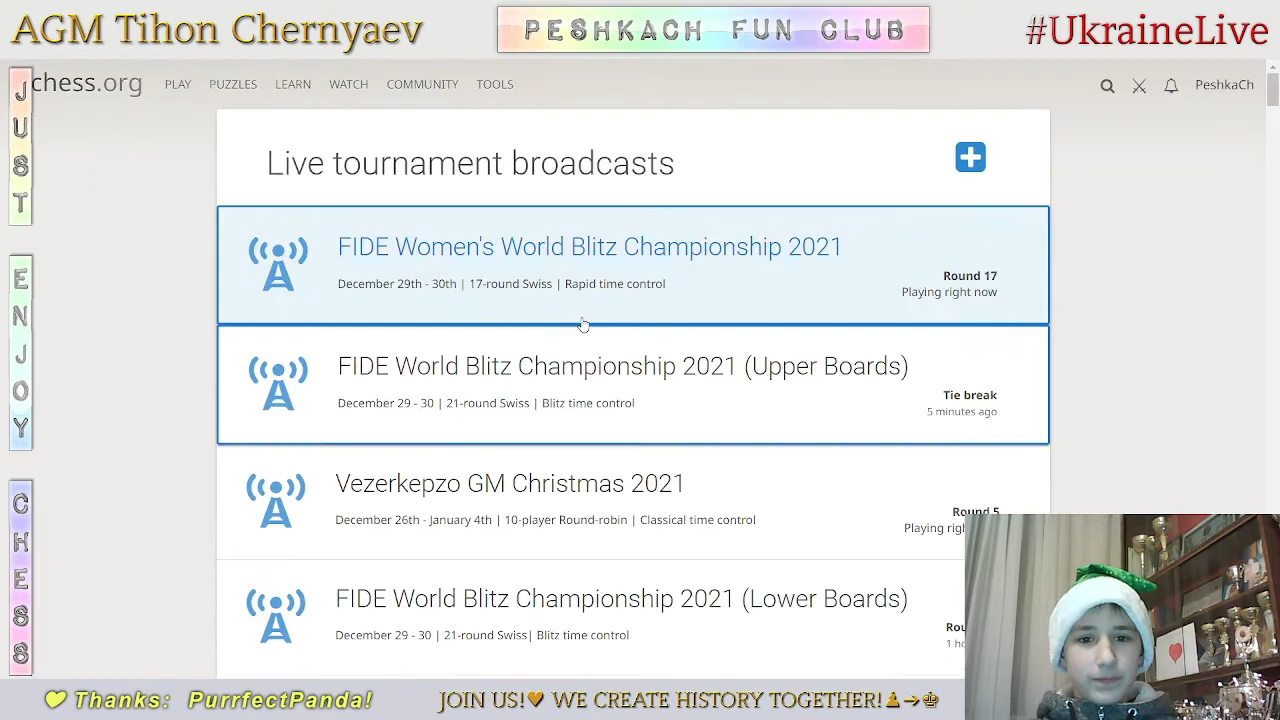 AGM Tihon Chernyaev
PESHKACH FUN CLUB
#UkraineLive
chess.org
PLAY
PUZZLES
LEARN
WATCH
COMMUNITY
TOOLS
PeshkaCh
JUST
ENJOY
CHESS
Live tournament broadcasts
FIDE Women's World Blitz Championship 2021
December 29th - 30th | 17-round Swiss | Rapid time control
Round 17
Playing right now
FIDE World Blitz Championship 2021 (Upper Boards)
December 29 - 30 | 21-round Swiss | Blitz time control
Tie break
5 minutes ago
Vezerkepzo GM Christmas 2021
December 26th - January 4th | 10-player Round-robin | Classical time control
Round 5
Playing
FIDE World Blitz Championship 2021 (Lower Boards)
December 29 - 30 | 21-round Swiss| Blitz time control
Thanks: PurrfectPanda!
JOIN US! WE CREATE HISTORY TOGETHER!